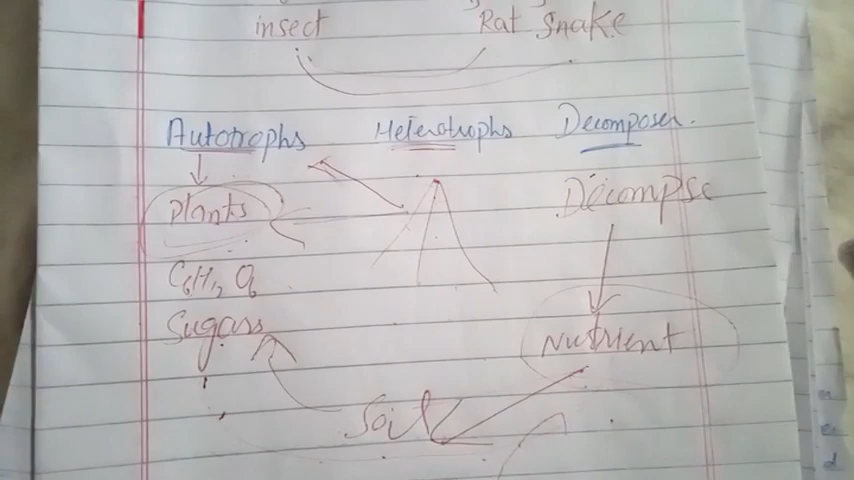 insect Rat Snake
Autotrophs Heterotrophs Decomposer.
Plants Decompse
C6H12O6
Sugars Nutrient
Soil